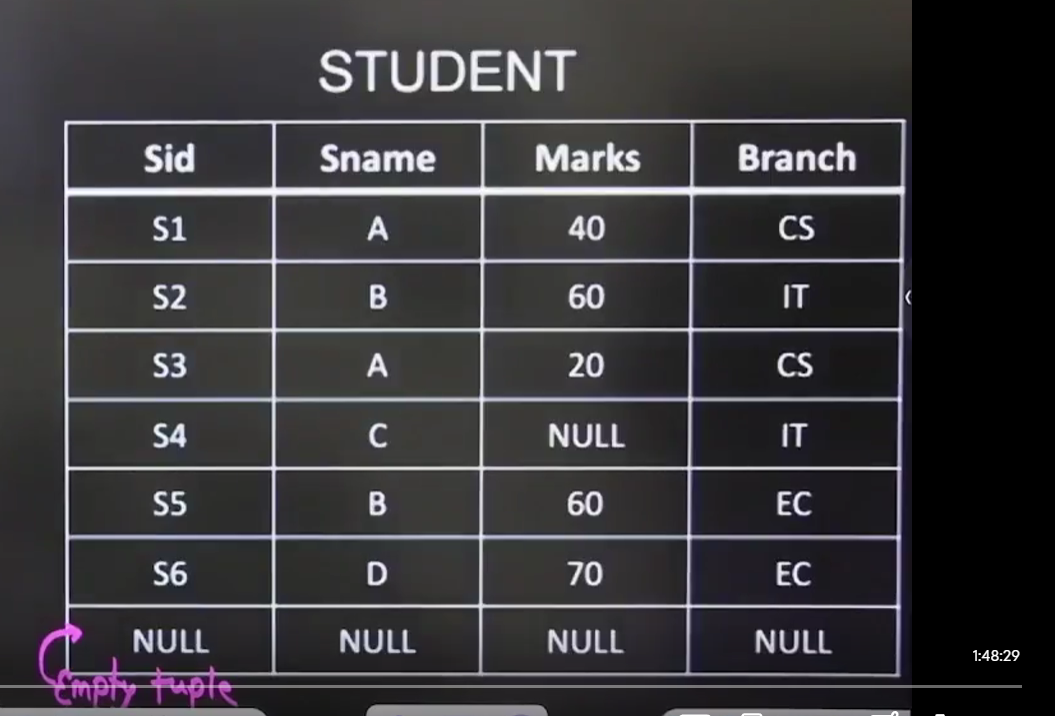 STUDENT
Sid Sname Marks Branch
S1 A 40 CS
S2 B 60 IT
S3 A 20 CS
S4 C NULL IT
S5 B 60 EC
S6 D 70 EC
NULL NULL NULL NULL
Empty tuple
1:48:29